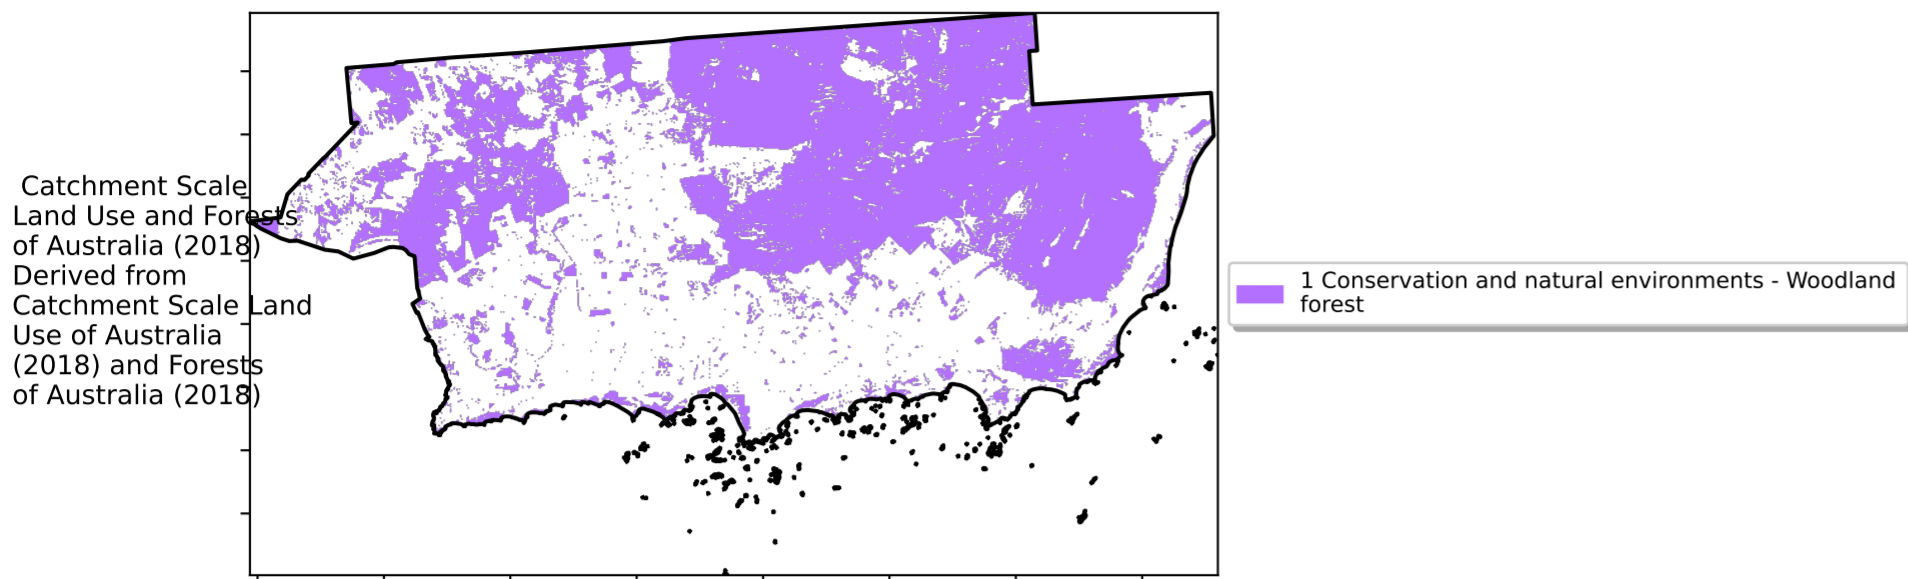 Catchment Scale
Land Use and Forests
of Australia (2018)
Derived from
Catchment Scale Land
Use of Australia
(2018) and Forests
of Australia (2018)
1 Conservation and natural environments - Woodland
forest